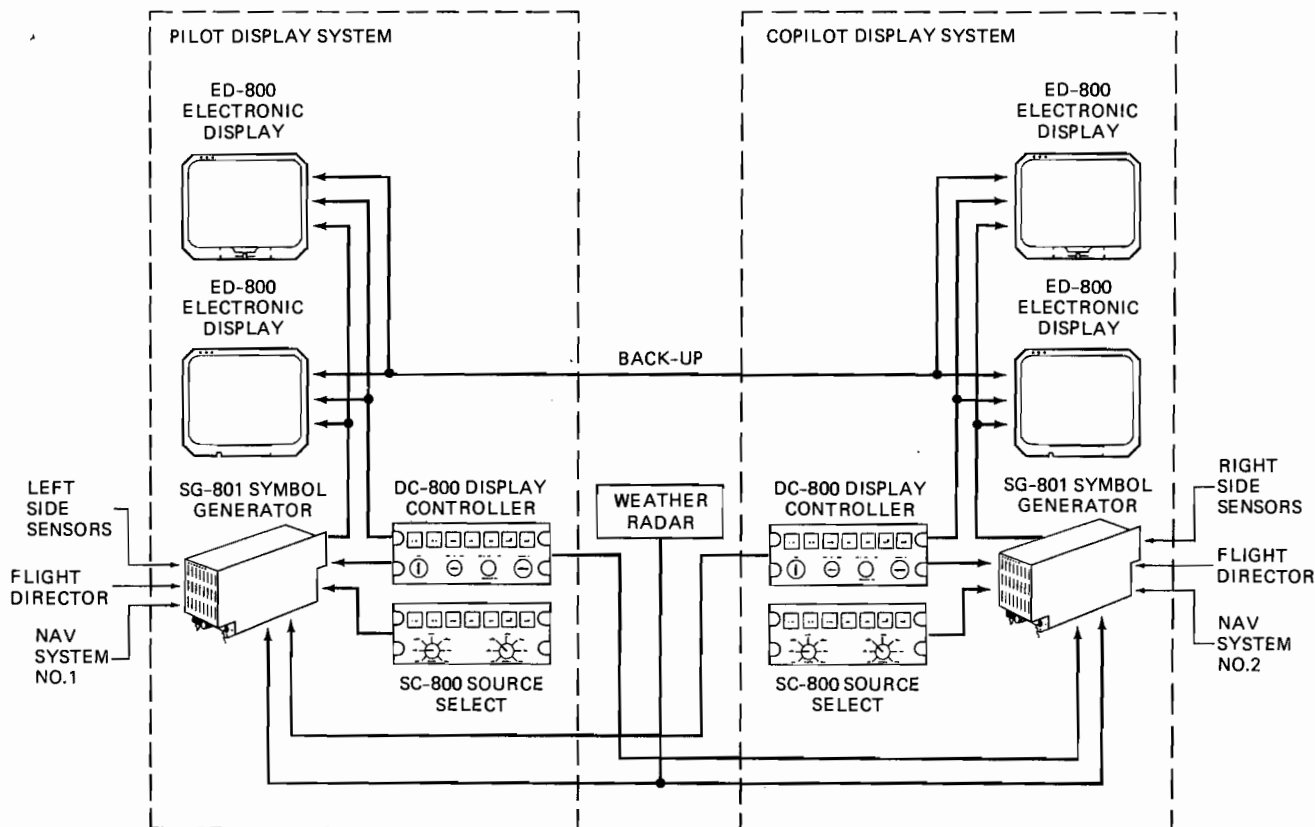 PILOT DISPLAY SYSTEM
ED-800
ELECTRONIC
DISPLAY
ED-800
ELECTRONIC
DISPLAY
LEFT
SIDE
SENSORS
FLIGHT
DIRECTOR
NAV
SYSTEM
NO.1
SG-801 SYMBOL
GENERATOR
DC-800 DISPLAY
CONTROLLER
SC-800 SOURCE
SELECT
BACK-UP
WEATHER
RADAR
COPILOT DISPLAY SYSTEM
ED-800
ELECTRONIC
DISPLAY
ED-800
ELECTRONIC
DISPLAY
DC-800 DISPLAY
CONTROLLER
SC-800 SOURCE
SELECT
SG-801 SYMBOL
GENERATOR
RIGHT
SIDE
SENSORS
FLIGHT
DIRECTOR
NAV
SYSTEM
NO.2